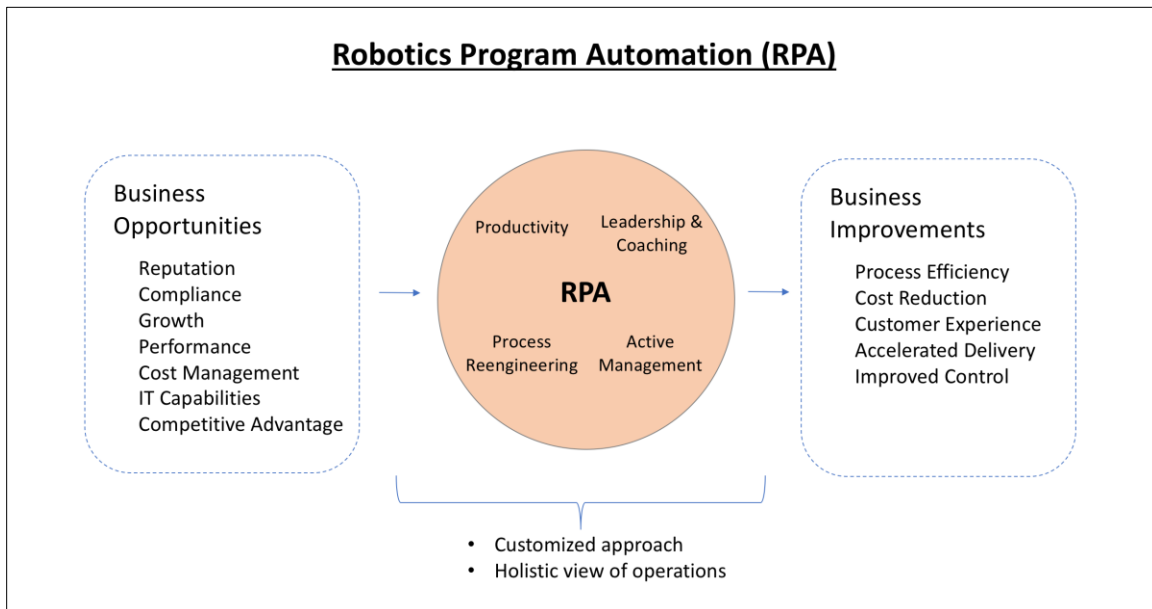 Robotics Program Automation (RPA)
Business
Opportunities
Reputation
Compliance
Growth
Performance
Cost Management
IT Capabilities
Competitive Advantage
Productivity
Leadership &
Coaching
RPA
Process
Reengineering
Active
Management
Business
Improvements
Process Efficiency
Cost Reduction
Customer Experience
Accelerated Delivery
Improved Control
• Customized approach
• Holistic view of operations